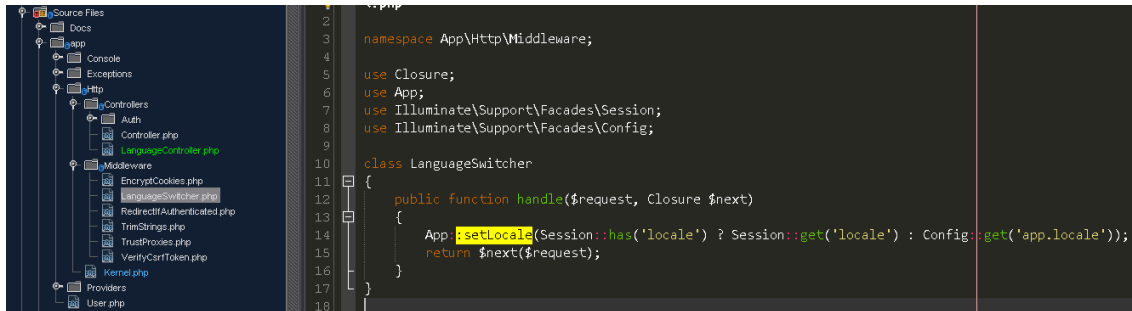 Source Files
Docs
app
Console
Exceptions
Http
Controllers
Auth
Controller.php
LanguageController.php
Middleware
EncryptCookies.php
LanguageSwitcher.php
RedirectIfAuthenticated.php
TrimStrings.php
TrustProxies.php
VerifyCsrfToken.php
Kernel.php
Providers
User.php
<?php
2
3 namespace App\Http\Middleware;
4
5 use Closure;
6 use App;
7 use Illuminate\Support\Facades\Session;
8 use Illuminate\Support\Facades\Config;
9
10 class LanguageSwitcher
11 {
12 public function handle($request, Closure $next)
13 {
14 App::setLocale(Session::has('locale') ? Session::get('locale') : Config::get('app.locale'));
15 return $next($request);
16 }
17 }
18